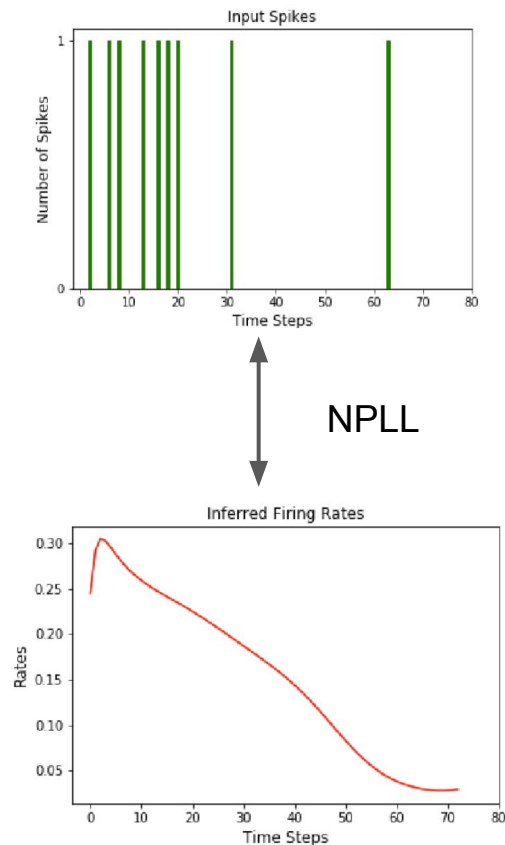 Input Spikes
1
Number of Spikes
0
0 10 20 30 40 50 60 70 80
Time Steps
NPLL
Inferred Firing Rates
0.30
0.25
0.20
Rates
0.15
0.10
0.05
0 10 20 30 40 50 60 70 80
Time Steps